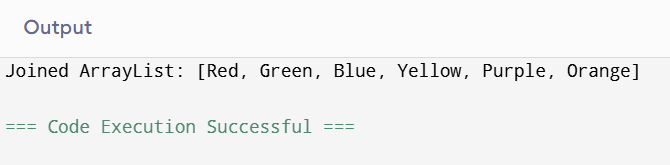 Output
Joined ArrayList: [Red, Green, Blue, Yellow, Purple, Orange]
=== Code Execution Successful ===